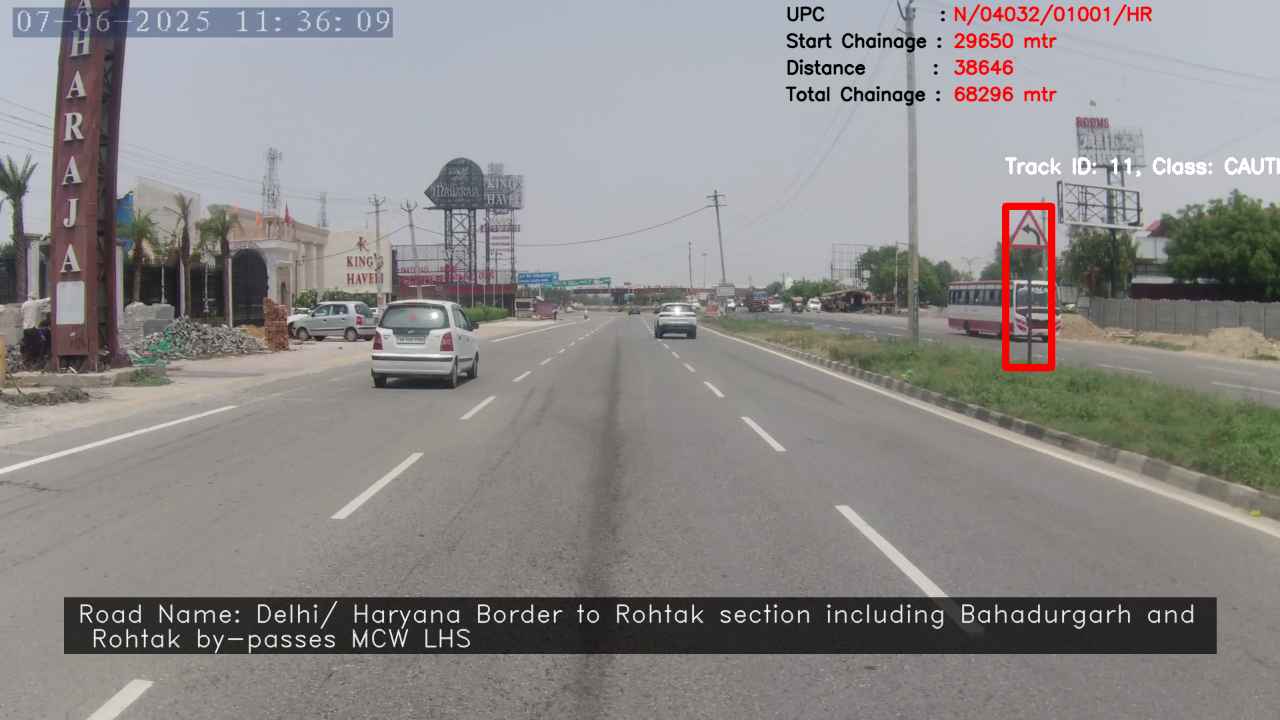 07-06-2025 11:36:09
UPC : N/04032/01001/HR
Start Chainage : 29650 mtr
Distance : 38646
Total Chainage : 68296 mtr
Track ID: 11, Class: CAUTI
AHARAJA
ROOMS
KING'S
HAVELI
Road Name: Delhi/ Haryana Border to Rohtak section including Bahadurgarh and
Rohtak by-passes MCW LHS